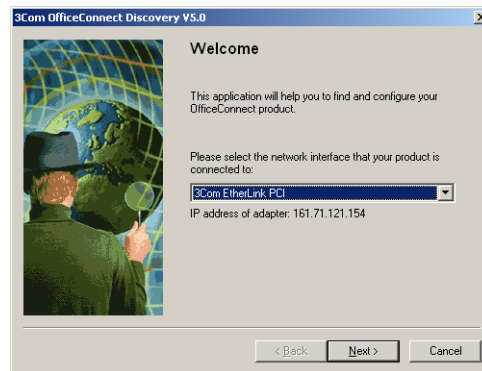 3Com OfficeConnect Discovery V5.0
Welcome
This application will help you to find and configure your
OfficeConnect product.
Please select the network interface that your product is
connected to:
3Com EtherLink PCI
IP address of adapter: 161.71.121.154
< Back
Next >
Cancel